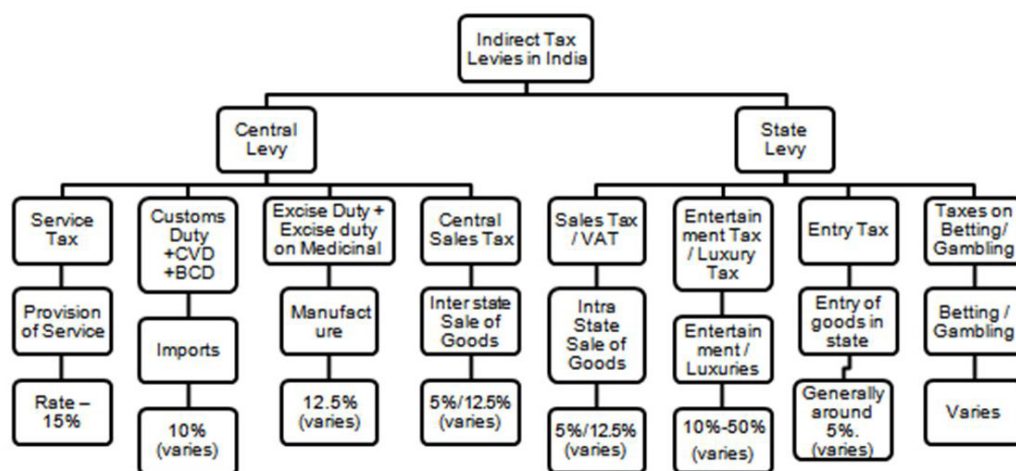 Indirect Tax
Levies in India
Central
Levy
State
Levy
Service
Tax
Customs
Duty
+CVD
+BCD
Excise Duty +
Excise duty
on Medicinal
Central
Sales Tax
Sales Tax
/ VAT
Entertain
ment Tax
/ Luxury
Tax
Entry Tax
Taxes on
Betting/
Gambling
Provision
of Service
Imports
Manufact
ure
Inter state
Sale of
Goods
Intra
State
Sale of
Goods
Entertain
ment /
Luxuries
Entry of
goods in
state
Betting /
Gambling
Rate –
15%
10%
(varies)
12.5%
(varies)
5%/12.5%
(varies)
5%/12.5%
(varies)
10%-50%
(varies)
Generally
around
5%.
(varies)
Varies